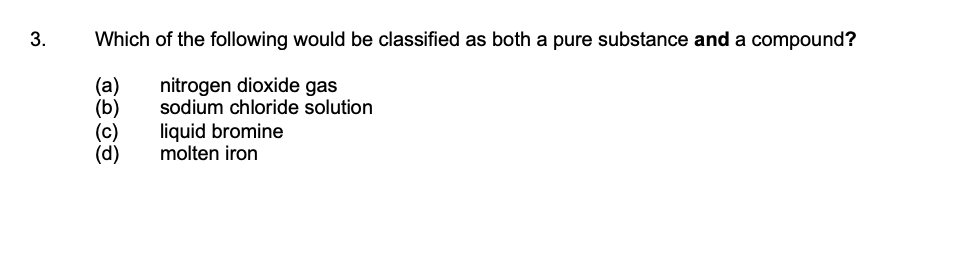 3. Which of the following would be classified as both a pure substance and a compound?
(a) nitrogen dioxide gas
(b) sodium chloride solution
(c) liquid bromine
(d) molten iron